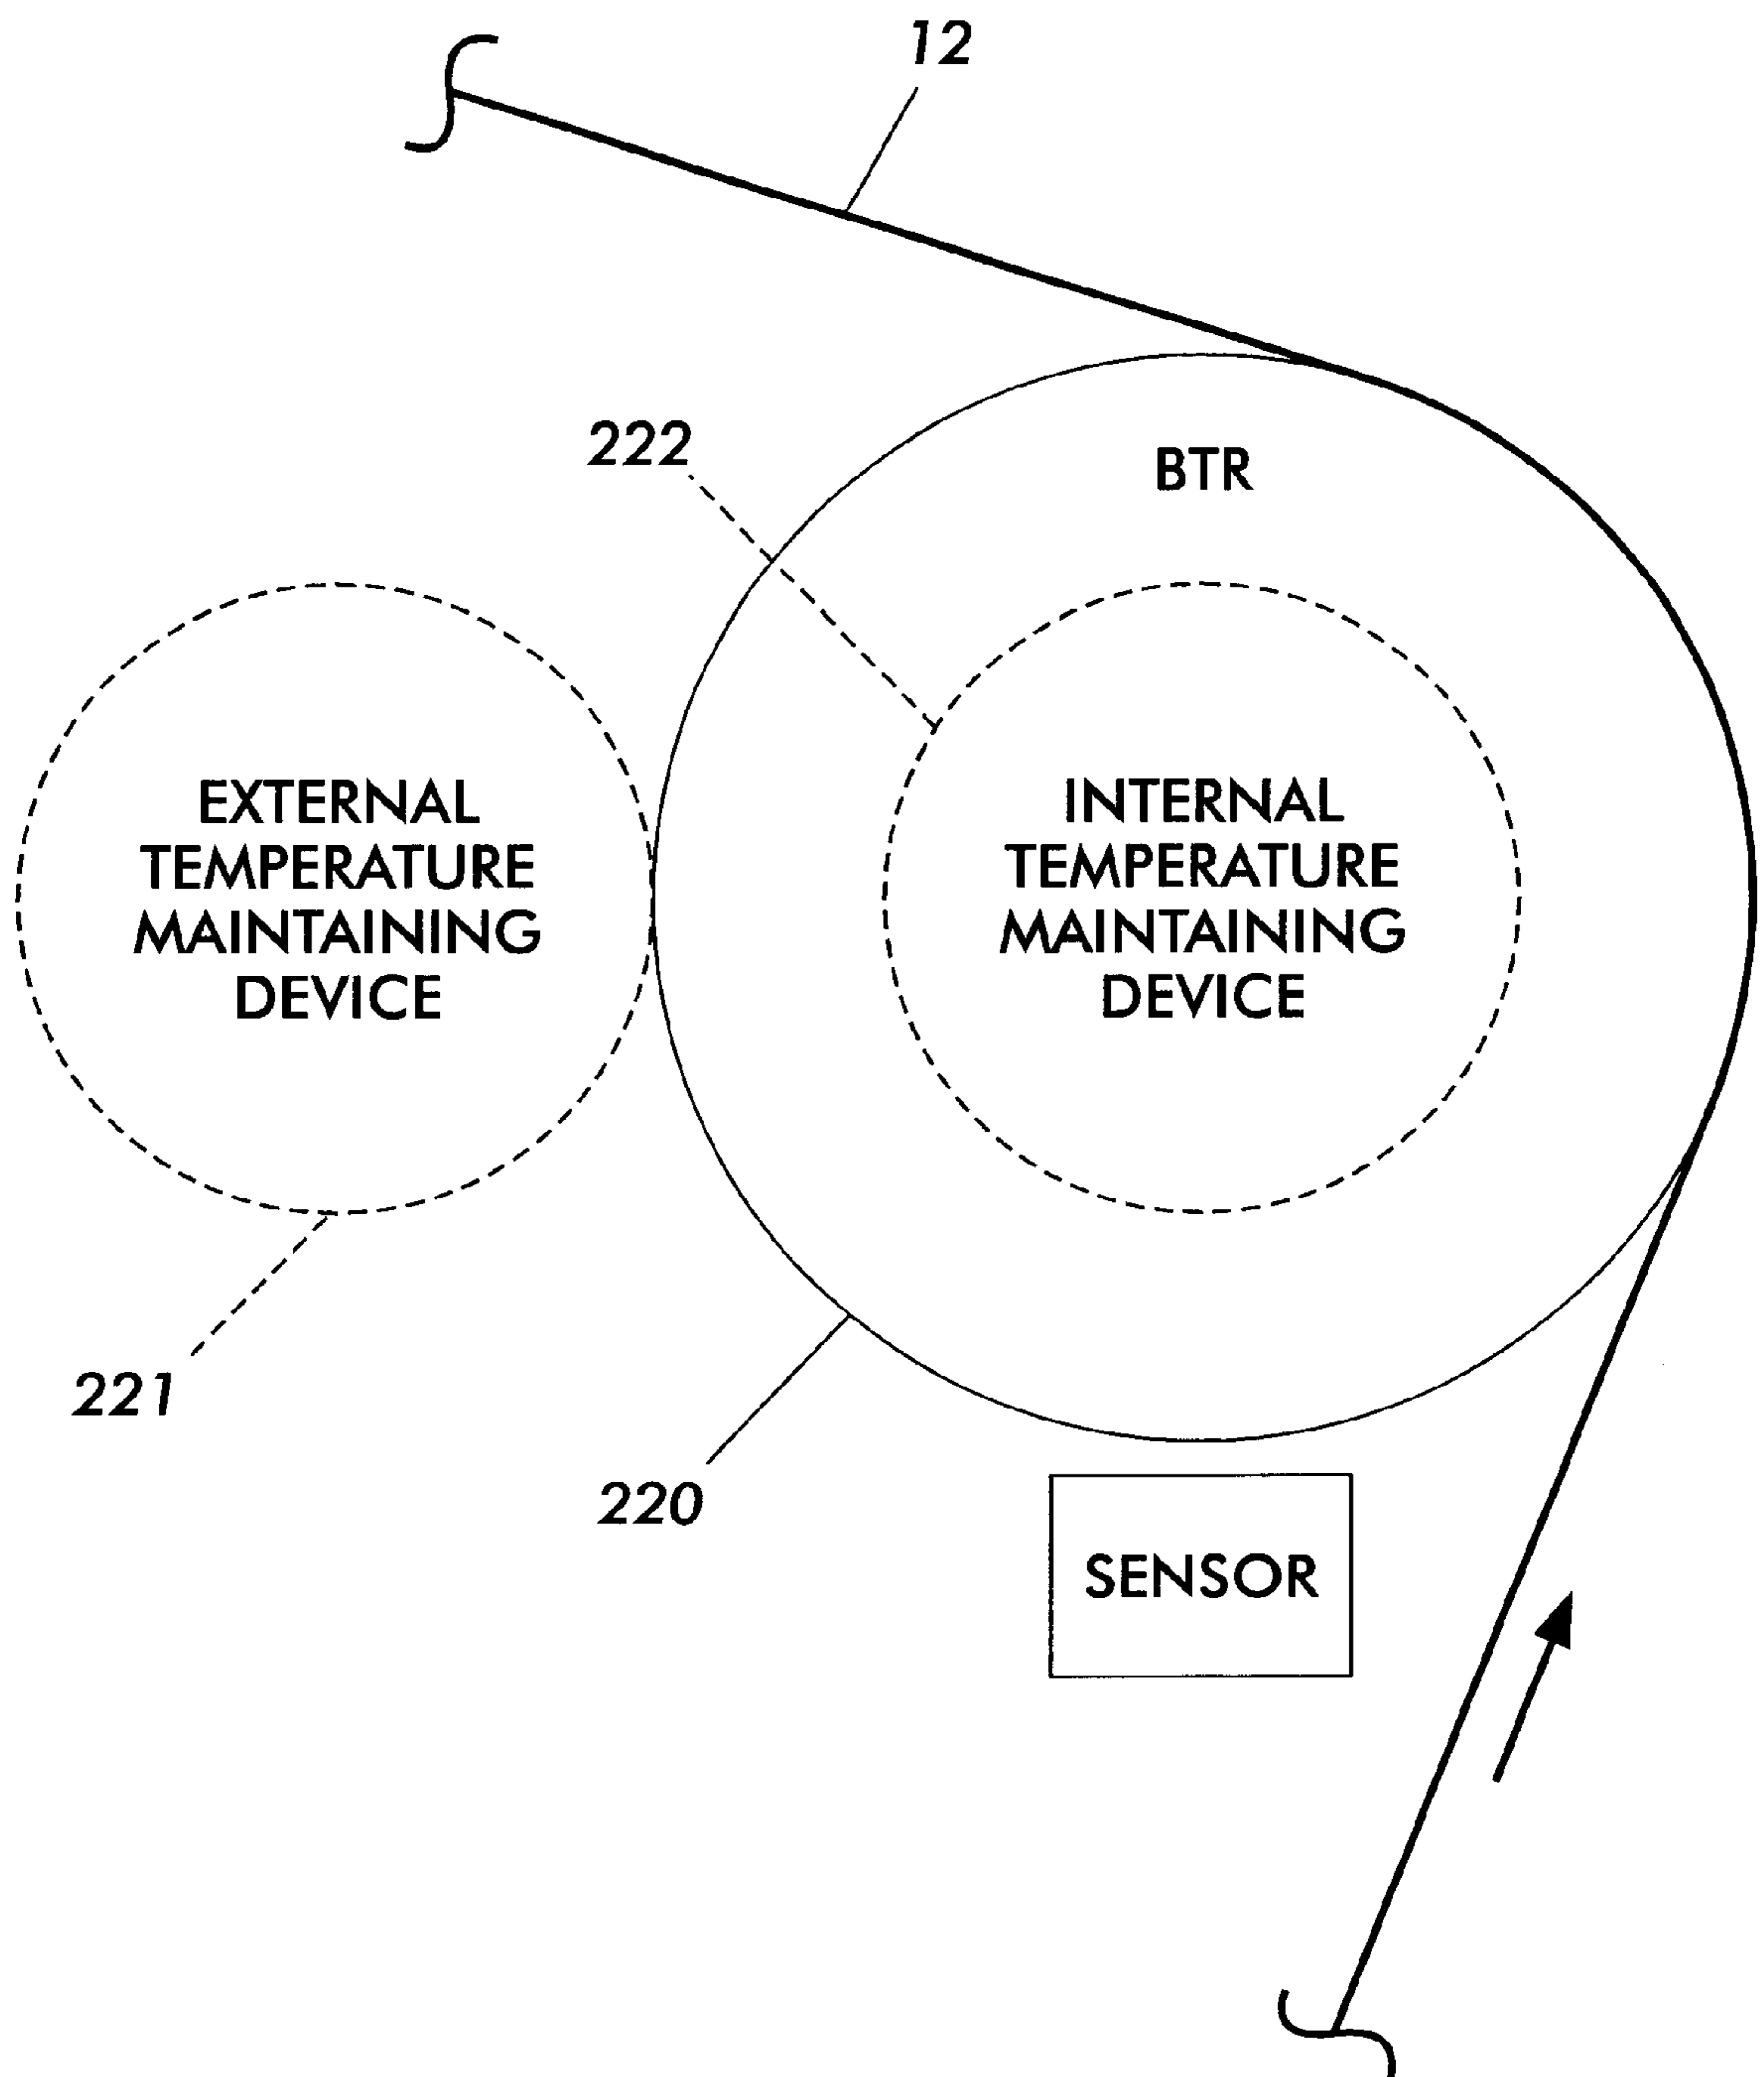 12
222
BTR
EXTERNAL
TEMPERATURE
MAINTAINING
DEVICE
INTERNAL
TEMPERATURE
MAINTAINING
DEVICE
221
220
SENSOR